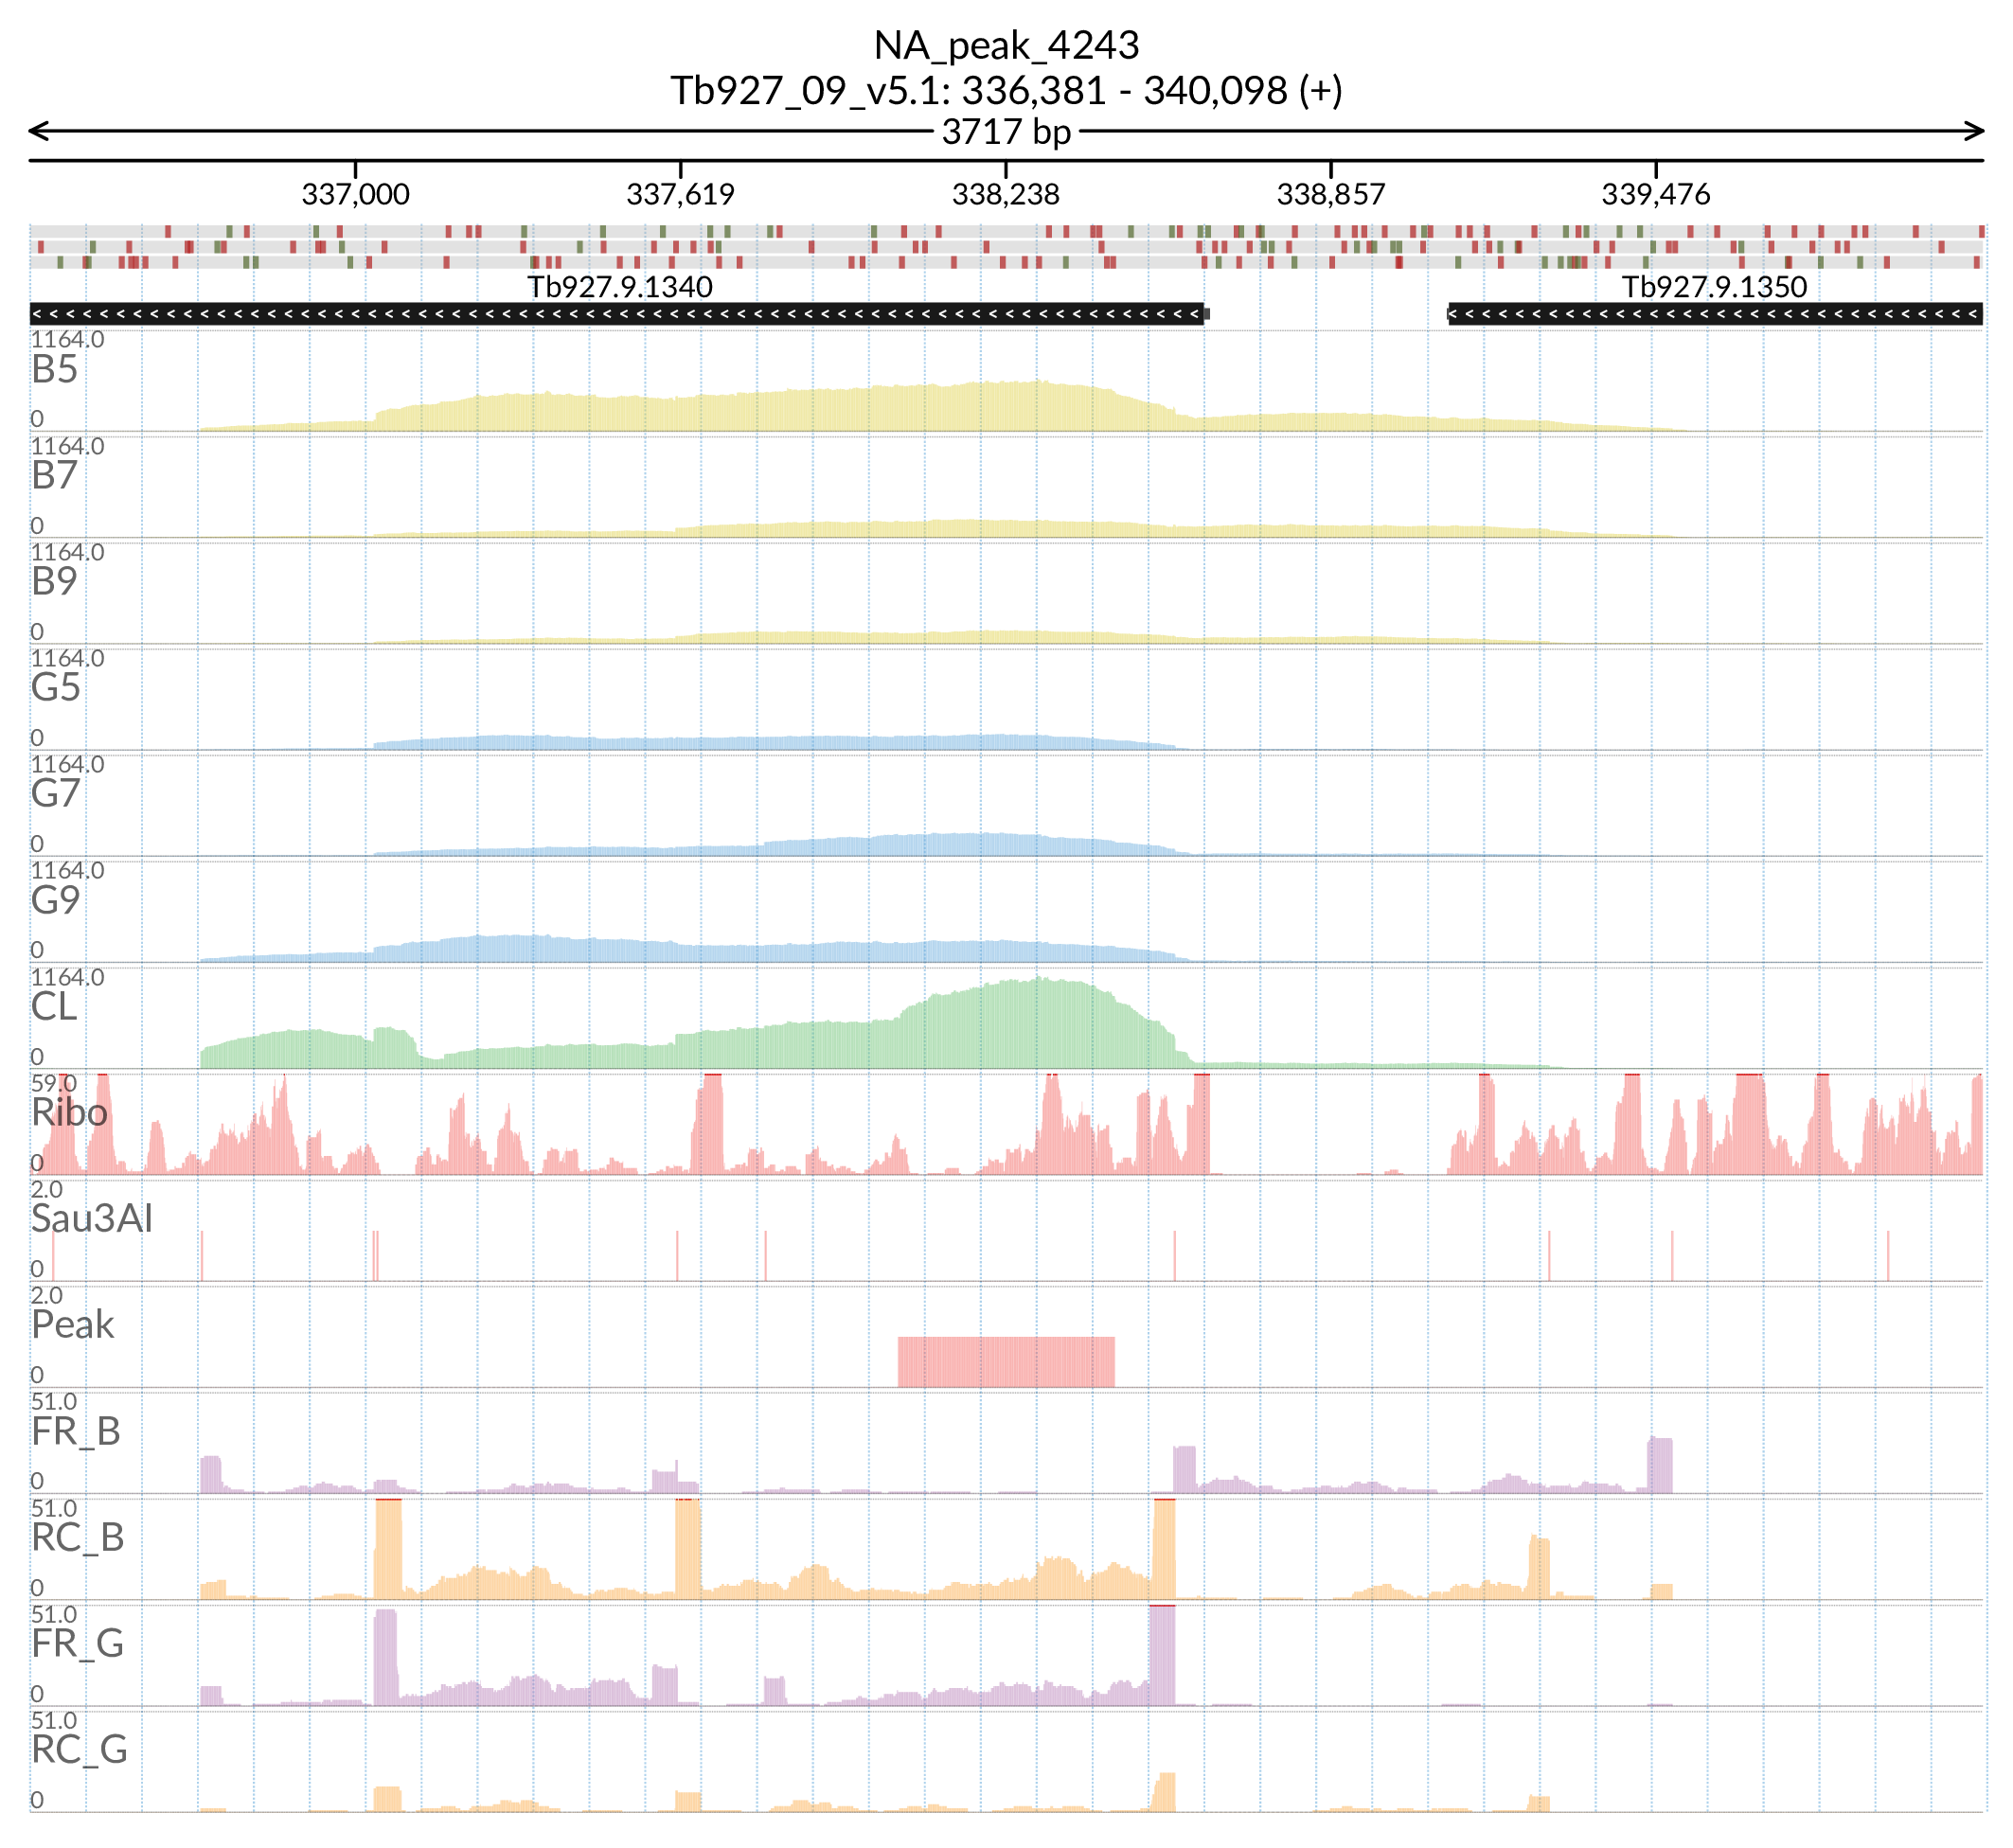 NA_peak_4243
Tb927_09_v5.1: 336,381 - 340,098 (+)
3717 bp
337,000 337,619 338,238 338,857 339,476
Tb927.9.1340 Tb927.9.1350
1164.0
B5
0
1164.0
B7
0
1164.0
B9
0
1164.0
G5
0
1164.0
G7
0
1164.0
G9
0
1164.0
CL
0
59.0
Ribo
0
2.0
Sau3AI
0
2.0
Peak
0
51.0
FR_B
0
51.0
RC_B
0
51.0
FR_G
0
51.0
RC_G
0